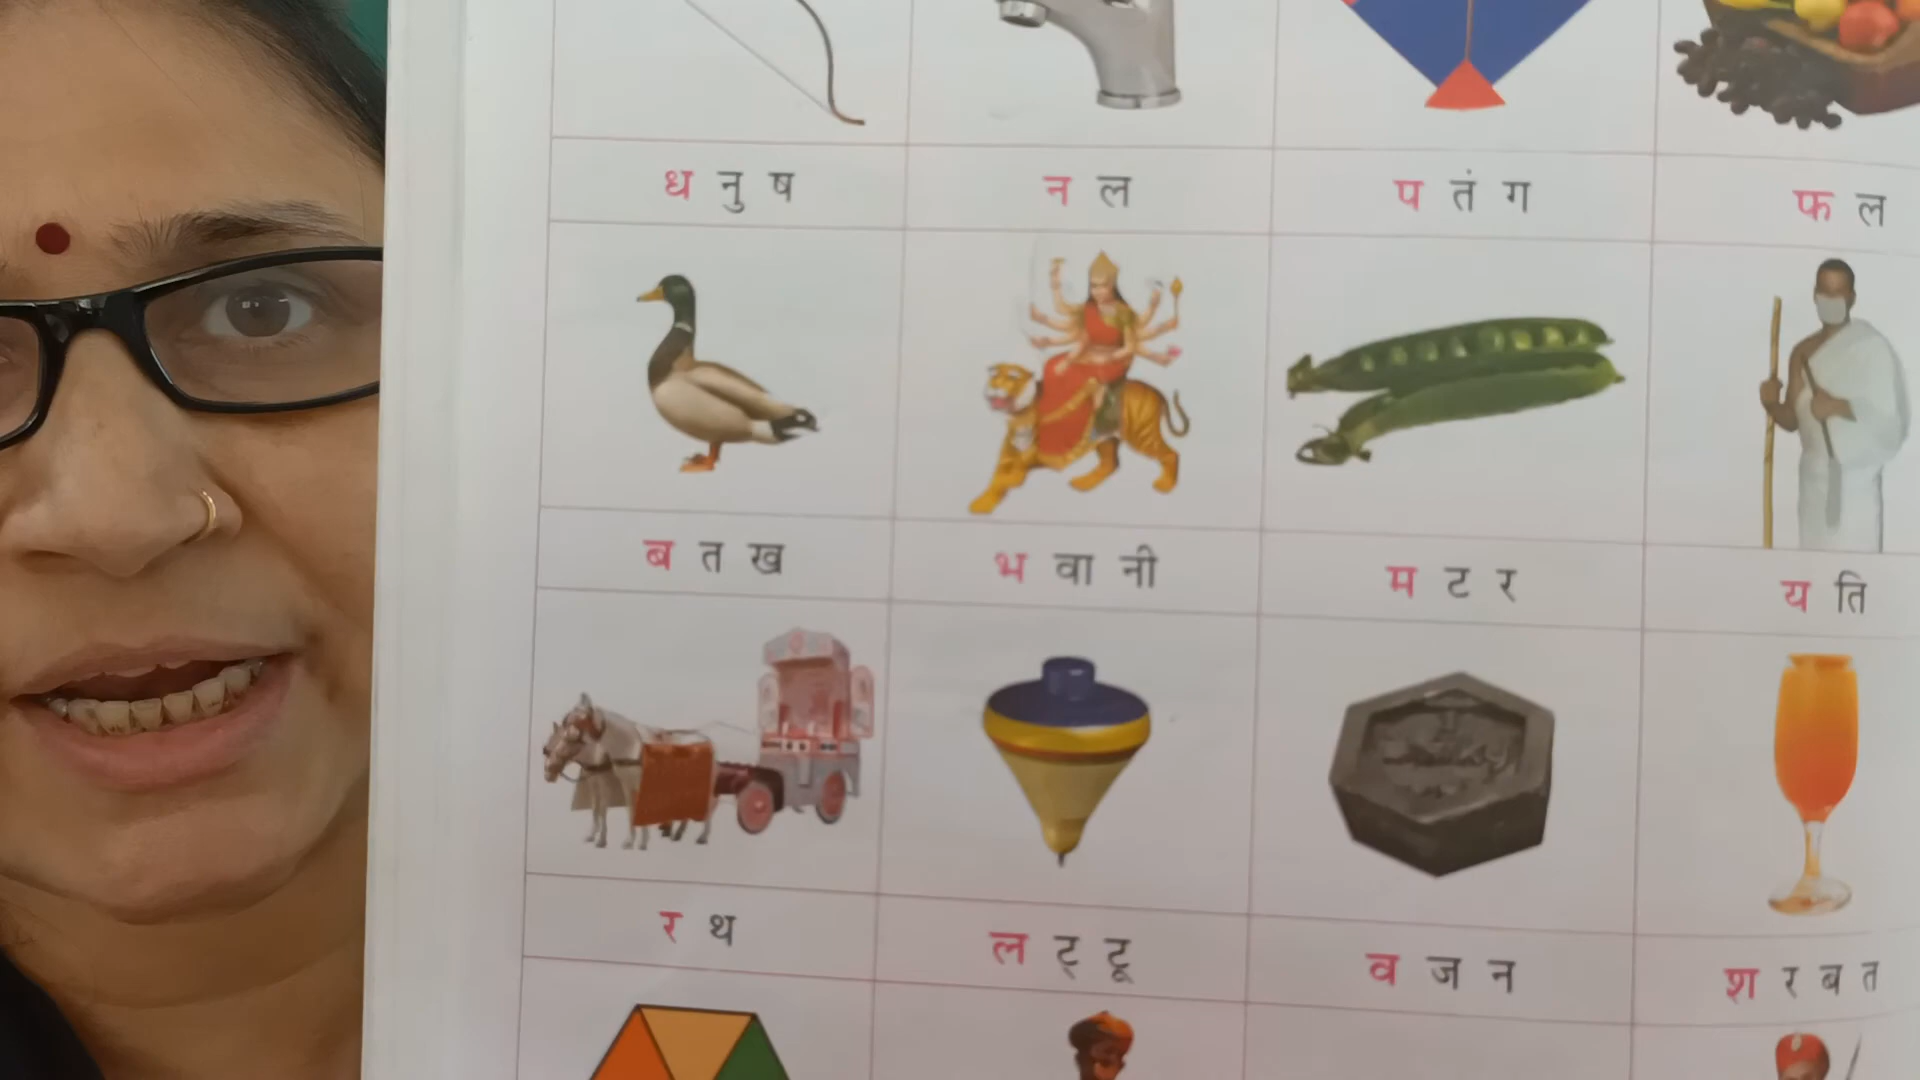 ध नु ष न ल प तं ग फ ल
ब त ख भ वा नी म ट र य ति
र थ ल ट् टू व ज न श र ब त